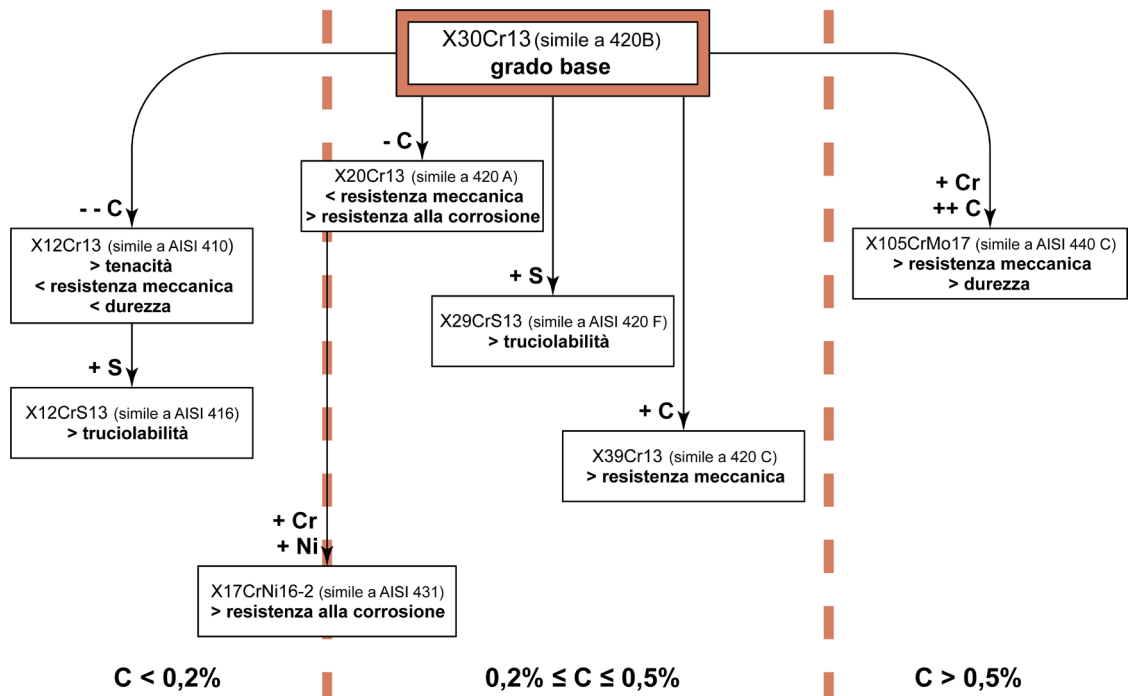 X30Cr13 (simile a 420B)
grado base
- C
X20Cr13 (simile a 420 A)
< resistenza meccanica
> resistenza alla corrosione
- - C
X12Cr13 (simile a AISI 410)
> tenacità
< resistenza meccanica
< durezza
+ Cr
++ C
X105CrMo17 (simile a AISI 440 C)
> resistenza meccanica
> durezza
+ S
X29CrS13 (simile a AISI 420 F)
> truciolabilità
+ S
X12CrS13 (simile a AISI 416)
> truciolabilità
+ C
X39Cr13 (simile a 420 C)
> resistenza meccanica
+ Cr
+ Ni
X17CrNi16-2 (simile a AISI 431)
> resistenza alla corrosione
C < 0,2%
0,2% ≤ C ≤ 0,5%
C > 0,5%